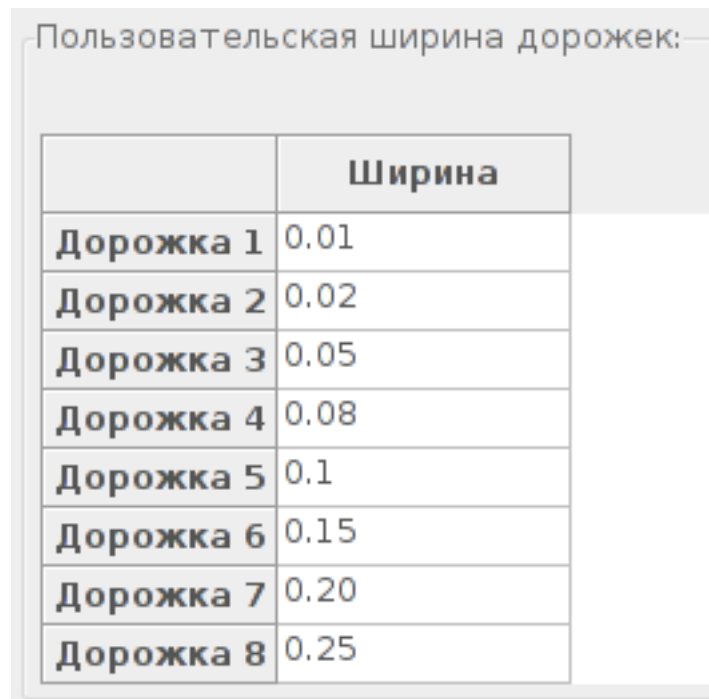 Пользовательская ширина дорожек:
Ширина
Дорожка 1 0.01
Дорожка 2 0.02
Дорожка 3 0.05
Дорожка 4 0.08
Дорожка 5 0.1
Дорожка 6 0.15
Дорожка 7 0.20
Дорожка 8 0.25